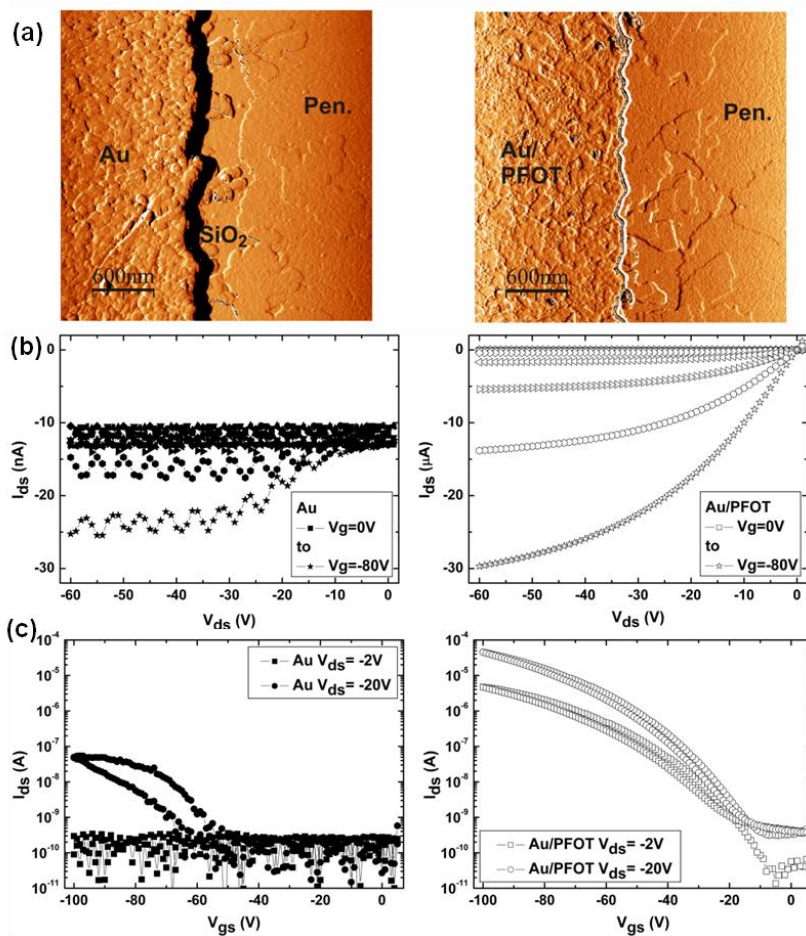 (a)
Au
SiO2
Pen.
600nm
Au/
PFOT
Pen.
600nm
(b)
0
-10
-20
-30
Ids (nA)
-60 -50 -40 -30 -20 -10 0
Vds (V)
Au
Vg=0V
to
Vg=-80V
0
-10
-20
-30
Ids (μA)
-60 -50 -40 -30 -20 -10 0
Vds (V)
Au/PFOT
Vg=0V
to
Vg=-80V
(c)
10-4
10-5
10-6
10-7
10-8
10-9
10-10
10-11
Ids (A)
-100 -80 -60 -40 -20 0
Vgs (V)
Au Vds= -2V
Au Vds= -20V
10-4
10-5
10-6
10-7
10-8
10-9
10-10
10-11
Ids (A)
-100 -80 -60 -40 -20 0
Vgs (V)
Au/PFOT Vds= -2V
Au/PFOT Vds= -20V